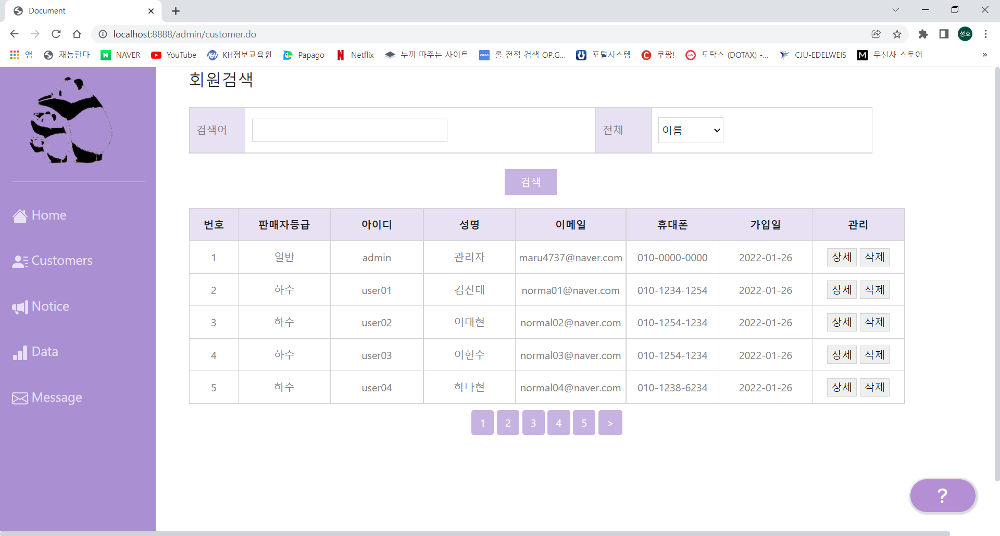 Document
localhost:8888/admin/customer.do
성호
앱 재능판다 NAVER YouTube KH정보교육원 Papago Netflix 누끼 따주는 사이트 롤 전적 검색 OP.G... 포털시스템 쿠팡! 도탁스 (DOTAX) -... CJU-EDELWEIS 무신사 스토어 »
회원검색
검색어 전체 이름
검색
Home
Customers
Notice
Data
Message
번호 판매자등급 아이디 성명 이메일 휴대폰 가입일 관리
1 일반 admin 관리자 maru4737@naver.com 010-0000-0000 2022-01-26 상세 삭제
2 하수 user01 김진태 norma01@naver.com 010-1234-1254 2022-01-26 상세 삭제
3 하수 user02 이대현 normal02@naver.com 010-1254-1234 2022-01-26 상세 삭제
4 하수 user03 이헌수 normal03@naver.com 010-1254-1234 2022-01-26 상세 삭제
5 하수 user04 하나현 normal04@naver.com 010-1238-6234 2022-01-26 상세 삭제
1 2 3 4 5 >
?